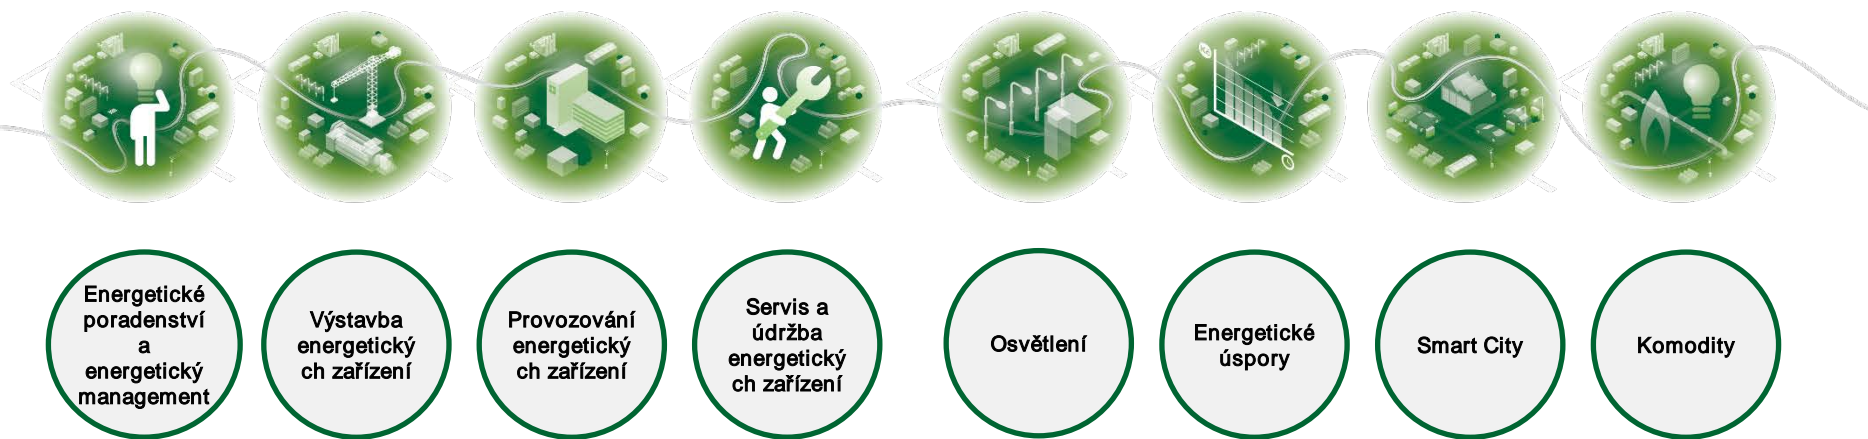 Energetické
poradenství
a
energetický
management
Výstavba
energetický
ch zařízení
Provozování
energetický
ch zařízení
Servis a
údržba
energetický
ch zařízení
Osvětlení
Energetické
úspory
Smart City
Komodity